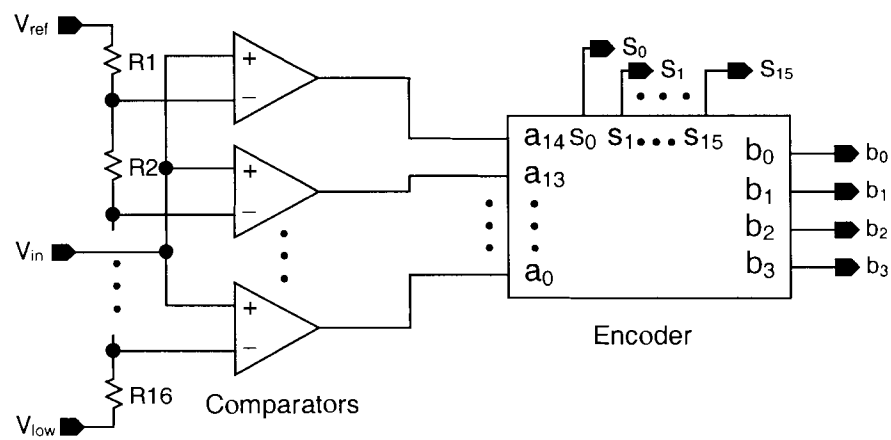 V_ref
R1
+
−
R2
+
−
V_in
+
−
R16
V_low
Comparators
S_0
S_1
S_15
a_14 s_0 s_1 s_15
a_13
a_0
b_0
b_1
b_2
b_3
b_0
b_1
b_2
b_3
Encoder